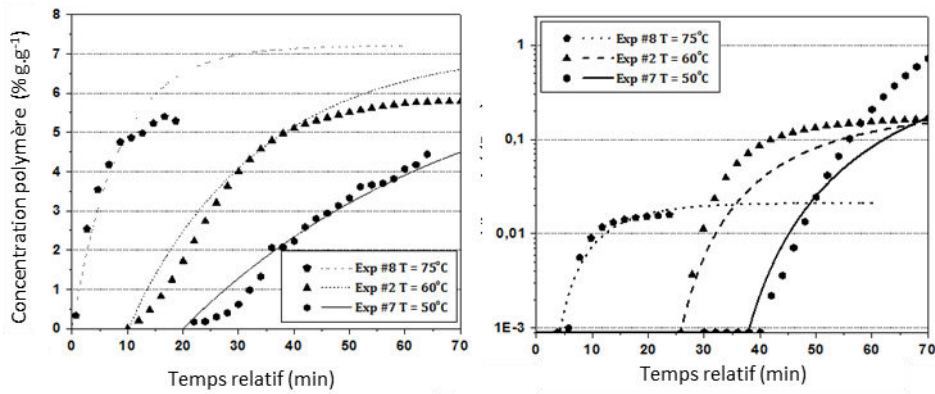 Concentration polymère (% g.g-1)
8
7
6
5
4
3
2
1
0
Exp #8 T = 75°C
Exp #2 T = 60°C
Exp #7 T = 50°C
0 10 20 30 40 50 60 70
Temps relatif (min)
1
0,1
0,01
1E-3
Exp #8 T = 75°C
Exp #2 T = 60°C
Exp #7 T = 50°C
0 10 20 30 40 50 60 70
Temps relatif (min)